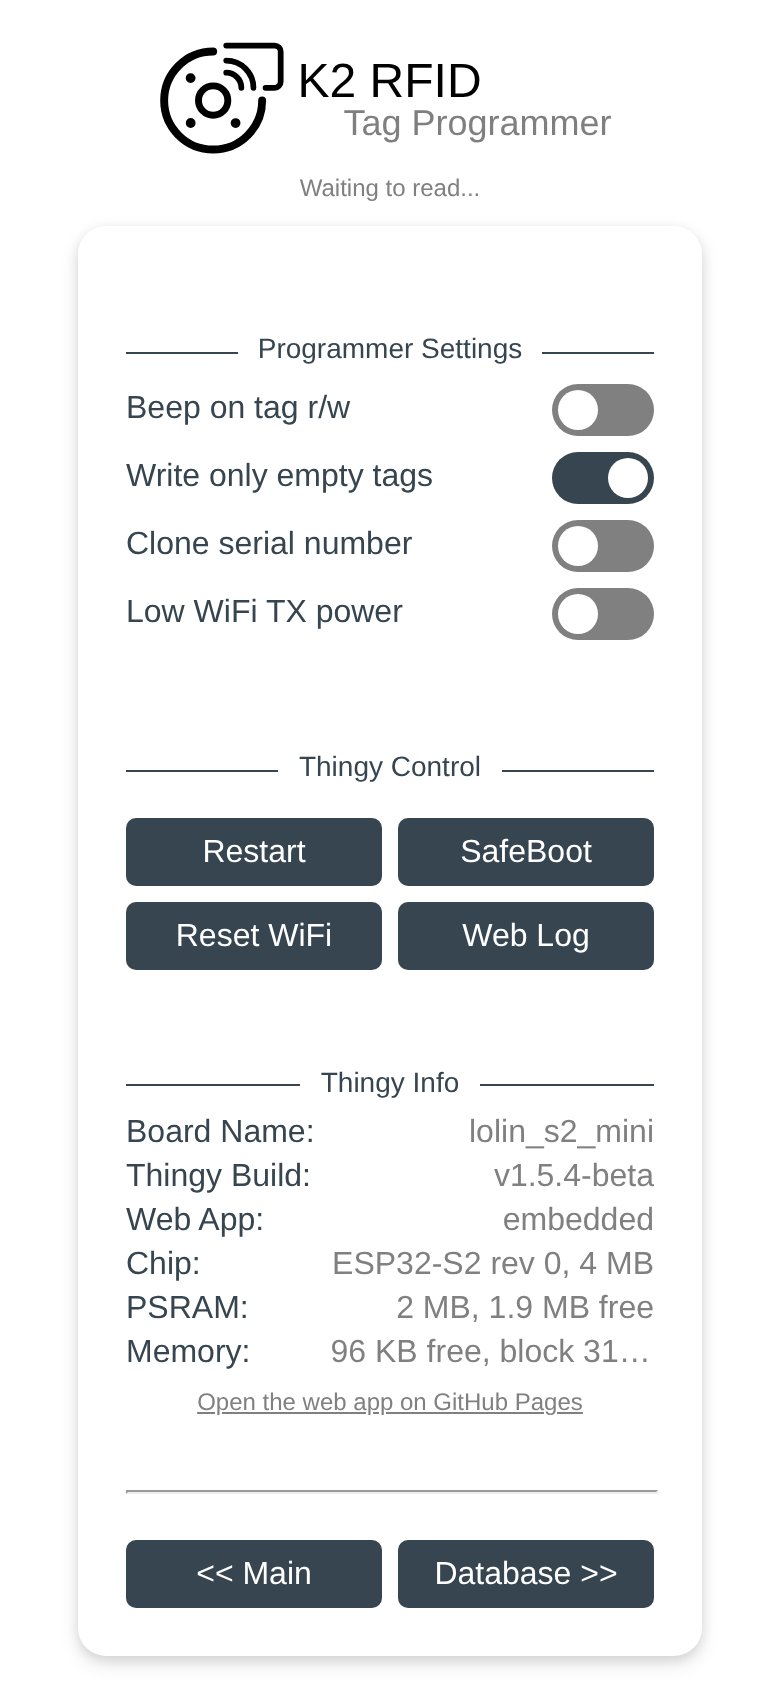 K2 RFID
Tag Programmer
Waiting to read...
Programmer Settings
Beep on tag r/w
Write only empty tags
Clone serial number
Low WiFi TX power
Thingy Control
Restart
SafeBoot
Reset WiFi
Web Log
Thingy Info
Board Name: lolin_s2_mini
Thingy Build: v1.5.4-beta
Web App: embedded
Chip: ESP32-S2 rev 0, 4 MB
PSRAM: 2 MB, 1.9 MB free
Memory: 96 KB free, block 31…
Open the web app on GitHub Pages
<< Main
Database >>